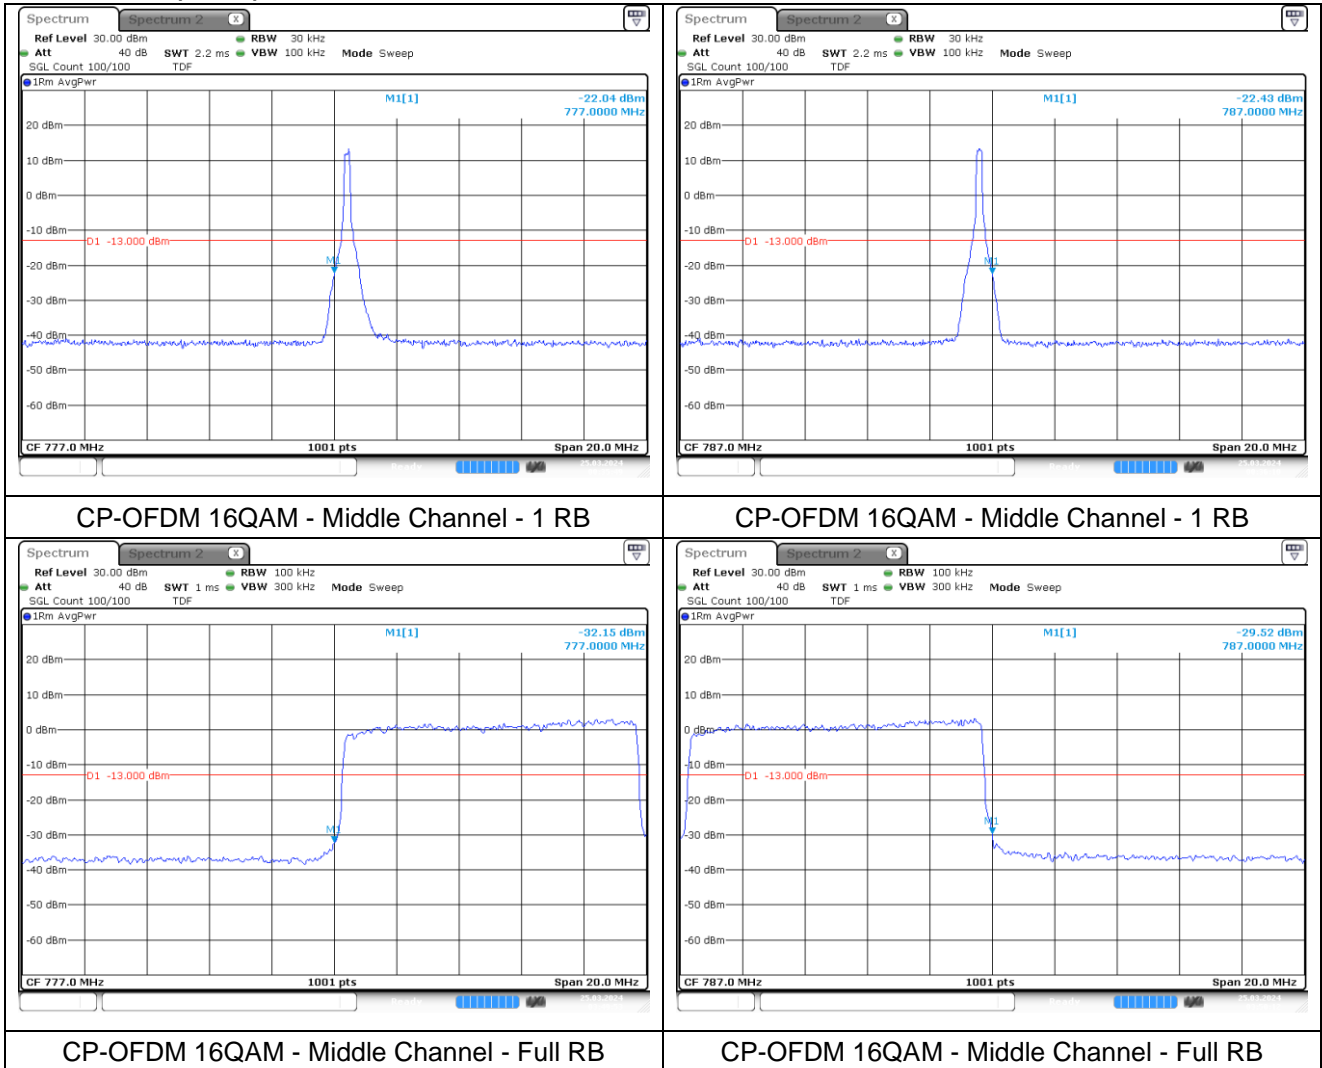 Spectrum Spectrum 2 X
Ref Level 30.00 dBm RBW 30 kHz
Att 40 dB SWT 2.2 ms VBW 100 kHz Mode Sweep
SGL Count 100/100 TDF
1Rm AvgPwr
M1[1] -22.04 dBm
777.0000 MHz
20 dBm
10 dBm
0 dBm
-10 dBm
D1 -13.000 dBm
M1
-20 dBm
-30 dBm
-40 dBm
-50 dBm
-60 dBm
CF 777.0 MHz 1001 pts Span 20.0 MHz
Ready 25.03.2024
CP-OFDM 16QAM - Middle Channel - 1 RB
Spectrum Spectrum 2 X
Ref Level 30.00 dBm RBW 30 kHz
Att 40 dB SWT 2.2 ms VBW 100 kHz Mode Sweep
SGL Count 100/100 TDF
1Rm AvgPwr
M1[1] -22.43 dBm
787.0000 MHz
20 dBm
10 dBm
0 dBm
-10 dBm
D1 -13.000 dBm
M1
-20 dBm
-30 dBm
-40 dBm
-50 dBm
-60 dBm
CF 787.0 MHz 1001 pts Span 20.0 MHz
Ready 25.03.2024
CP-OFDM 16QAM - Middle Channel - 1 RB
Spectrum Spectrum 2 X
Ref Level 30.00 dBm RBW 100 kHz
Att 40 dB SWT 1 ms VBW 300 kHz Mode Sweep
SGL Count 100/100 TDF
1Rm AvgPwr
M1[1] -32.15 dBm
777.0000 MHz
20 dBm
10 dBm
0 dBm
-10 dBm
D1 -13.000 dBm
-20 dBm
M1
-30 dBm
-40 dBm
-50 dBm
-60 dBm
CF 777.0 MHz 1001 pts Span 20.0 MHz
Ready 25.03.2024
CP-OFDM 16QAM - Middle Channel - Full RB
Spectrum Spectrum 2 X
Ref Level 30.00 dBm RBW 100 kHz
Att 40 dB SWT 1 ms VBW 300 kHz Mode Sweep
SGL Count 100/100 TDF
1Rm AvgPwr
M1[1] -29.52 dBm
787.0000 MHz
20 dBm
10 dBm
0 dBm
-10 dBm
D1 -13.000 dBm
-20 dBm
M1
-30 dBm
-40 dBm
-50 dBm
-60 dBm
CF 787.0 MHz 1001 pts Span 20.0 MHz
Ready 25.03.2024
CP-OFDM 16QAM - Middle Channel - Full RB